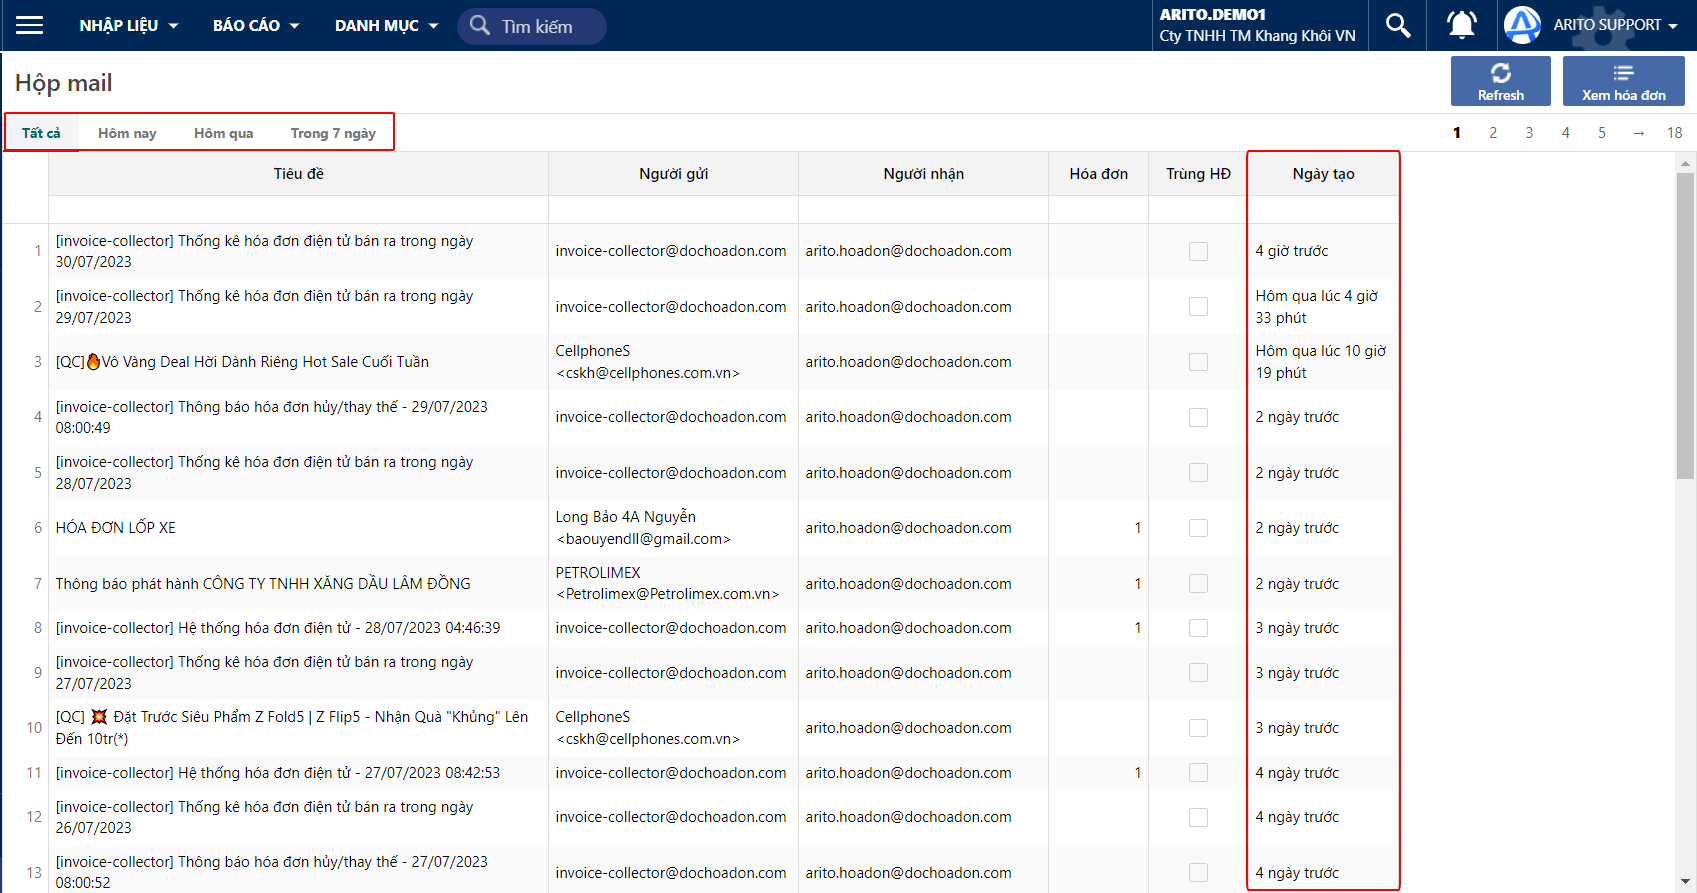 NHẬP LIỆU BÁO CÁO DANH MỤC Tìm kiếm ARITO.DEMO1 ARITO SUPPORT
Cty TNHH TM Khang Khôi VN
Hộp mail
Refresh Xem hóa đơn
Tất cả Hôm nay Hôm qua Trong 7 ngày 1 2 3 4 5 → 18
Tiêu đề Người gửi Người nhận Hóa đơn Trùng HĐ Ngày tạo
1 [invoice-collector] Thống kê hóa đơn điện tử bán ra trong ngày
30/07/2023
invoice-collector@dochoadon.com arito.hoadon@dochoadon.com 4 giờ trước
2 [invoice-collector] Thống kê hóa đơn điện tử bán ra trong ngày
29/07/2023
invoice-collector@dochoadon.com arito.hoadon@dochoadon.com Hôm qua lúc 4 giờ
33 phút
3 [QC]🔥Vô Vàng Deal Hời Dành Riêng Hot Sale Cuối Tuần
CellphoneS
<cskh@cellphones.com.vn>
arito.hoadon@dochoadon.com Hôm qua lúc 10 giờ
19 phút
4 [invoice-collector] Thông báo hóa đơn hủy/thay thế - 29/07/2023
08:00:49
invoice-collector@dochoadon.com arito.hoadon@dochoadon.com 2 ngày trước
5 [invoice-collector] Thống kê hóa đơn điện tử bán ra trong ngày
28/07/2023
invoice-collector@dochoadon.com arito.hoadon@dochoadon.com 2 ngày trước
6 HÓA ĐƠN LỐP XE
Long Bảo 4A Nguyễn
<baouyendll@gmail.com>
arito.hoadon@dochoadon.com 1 2 ngày trước
7 Thông báo phát hành CÔNG TY TNHH XĂNG DẦU LÂM ĐỒNG
PETROLIMEX
<Petrolimex@Petrolimex.com.vn>
arito.hoadon@dochoadon.com 1 2 ngày trước
8 [invoice-collector] Hệ thống hóa đơn điện tử - 28/07/2023 04:46:39 invoice-collector@dochoadon.com arito.hoadon@dochoadon.com 1 3 ngày trước
9 [invoice-collector] Thống kê hóa đơn điện tử bán ra trong ngày
27/07/2023
invoice-collector@dochoadon.com arito.hoadon@dochoadon.com 3 ngày trước
10 [QC] 💥 Đặt Trước Siêu Phẩm Z Fold5 | Z Flip5 - Nhận Quà "Khủng" Lên
Đến 10tr(*)
CellphoneS
<cskh@cellphones.com.vn>
arito.hoadon@dochoadon.com 3 ngày trước
11 [invoice-collector] Hệ thống hóa đơn điện tử - 27/07/2023 08:42:53 invoice-collector@dochoadon.com arito.hoadon@dochoadon.com 1 4 ngày trước
12 [invoice-collector] Thống kê hóa đơn điện tử bán ra trong ngày
26/07/2023
invoice-collector@dochoadon.com arito.hoadon@dochoadon.com 4 ngày trước
13 [invoice-collector] Thông báo hóa đơn hủy/thay thế - 27/07/2023
08:00:52
invoice-collector@dochoadon.com arito.hoadon@dochoadon.com 4 ngày trước